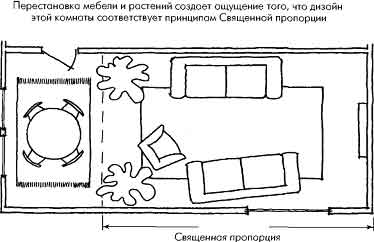 Перестановка мебели и растений создает ощущение того, что дизайн
этой комнаты соответствует принципам Священной пропорции
Священная пропорция